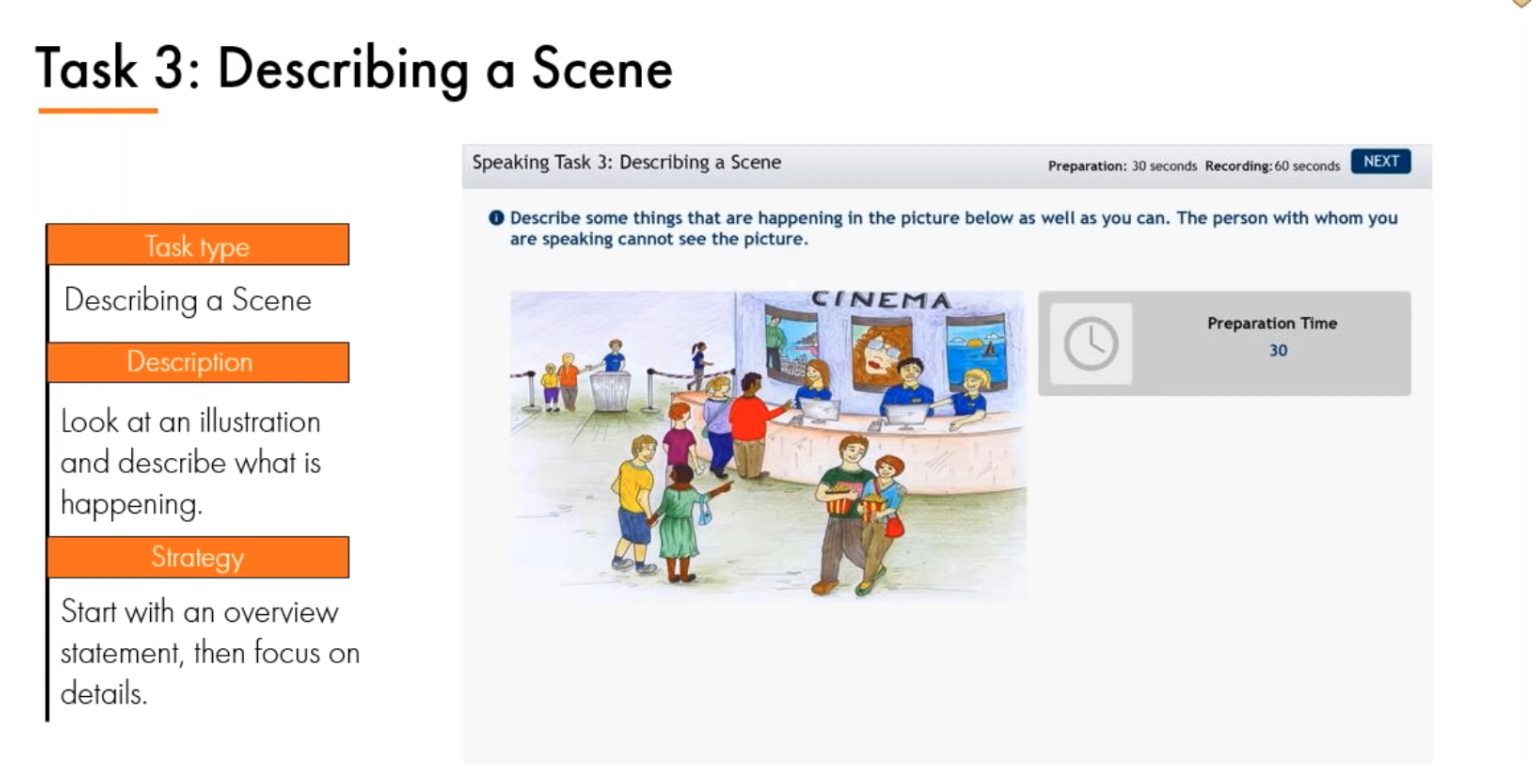 Task 3: Describing a Scene
Task type
Describing a Scene
Description
Look at an illustration
and describe what is
happening.
Strategy
Start with an overview
statement, then focus on
details.
Speaking Task 3: Describing a Scene
Preparation: 30 seconds Recording: 60 seconds
NEXT
Describe some things that are happening in the picture below as well as you can. The person with whom you
are speaking cannot see the picture.
CINEMA
Preparation Time
30